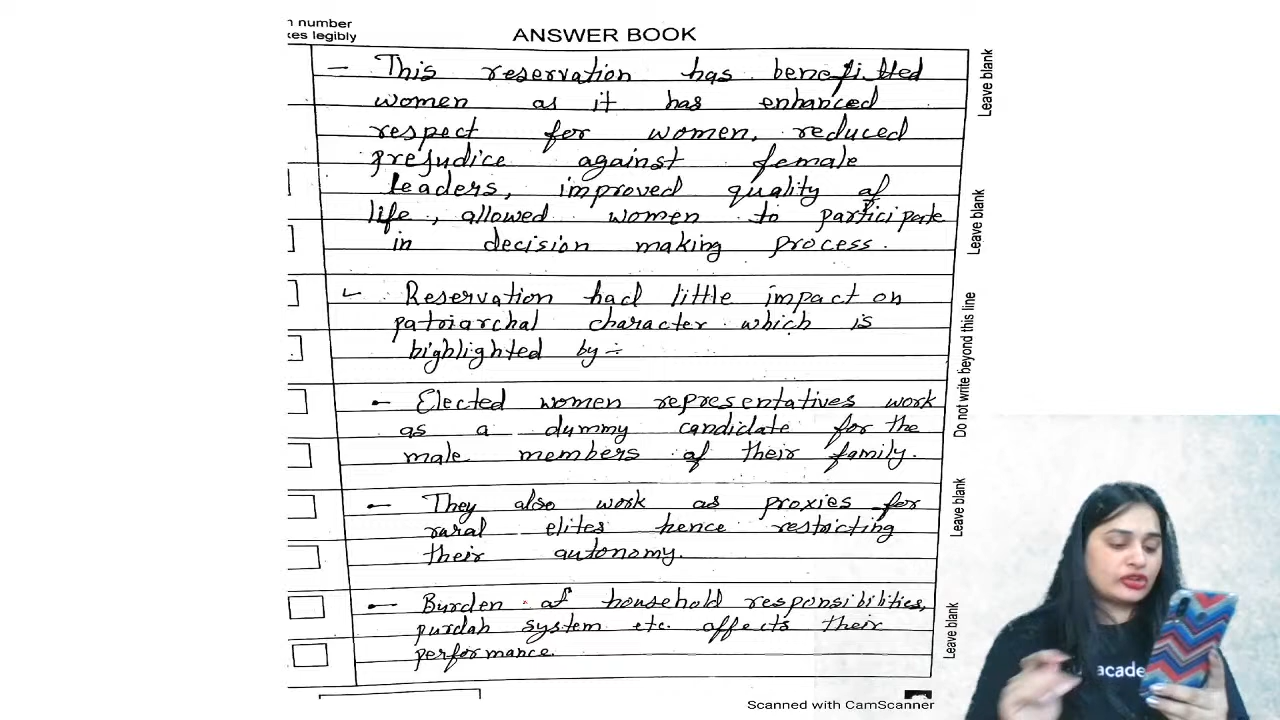 n number
xes legibly
ANSWER BOOK
Leave blank
- This reservation has benefitted
women as it has enhanced
respect for women, reduced
prejudice against female
Leaders, improved quality of
life, allowed women to participate
in decision making process.
Leave blank
- Reservation had little impact on
patriarchal character which is
highlighted by :-
Do not write beyond this line
- Elected women representatives work
as a dummy candidate for the
male members of their family.
- They also work as proxies for
rural elites hence restricting
their autonomy.
Leave blank
- Burden of household responsibilities,
purdah system etc. affects their
performance.
Leave blank
acade
Scanned with CamScanner